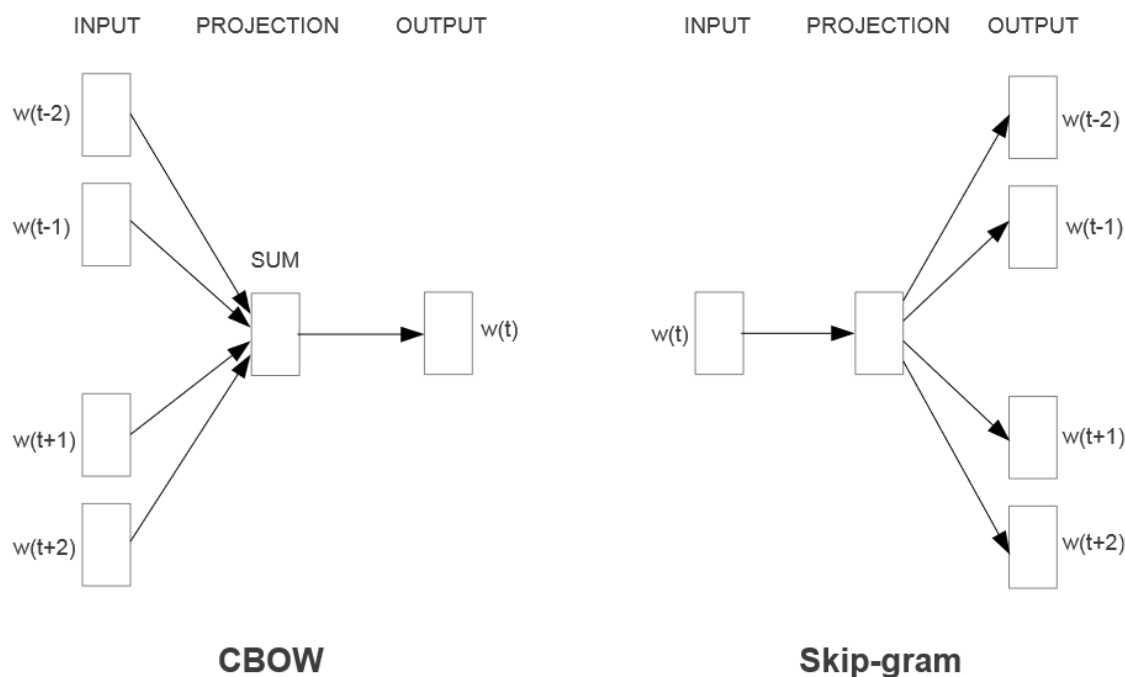 INPUT PROJECTION OUTPUT
w(t-2)
w(t-1)
SUM
w(t)
w(t+1)
w(t+2)
CBOW
INPUT PROJECTION OUTPUT
w(t-2)
w(t-1)
w(t)
w(t+1)
w(t+2)
Skip-gram